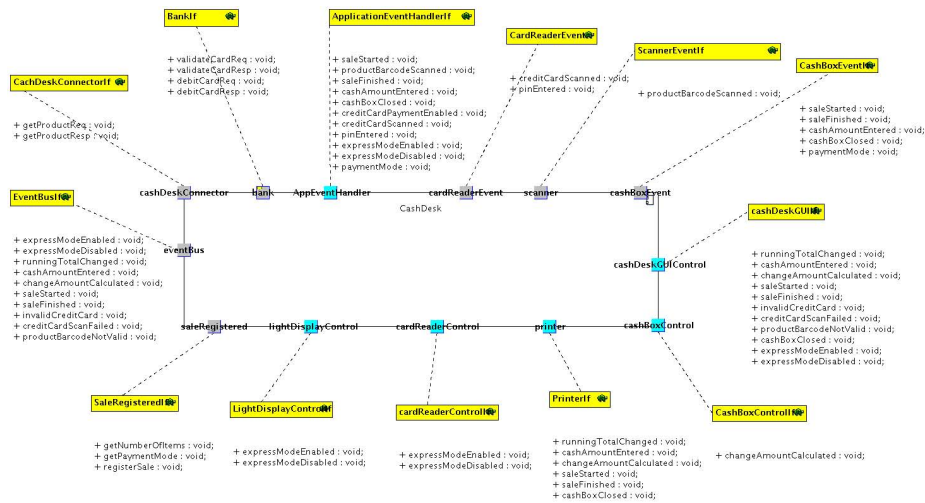 BankIf
+ validateCardReq : void;
+ validateCardResp : void;
+ debitCardReq : void;
+ debitCardResp : void;
ApplicationEventHandlerIf
+ saleStarted : void;
+ productBarcodeScanned : void;
+ saleFinished : void;
+ cashAmountEntered : void;
+ cashBoxClosed : void;
+ creditCardPaymentEnabled : void;
+ creditCardScanned : void;
+ pinEntered : void;
+ expressModeEnabled : void;
+ expressModeDisabled : void;
+ paymentMode : void;
CardReaderEventIf
+ creditCardScanned : void;
+ pinEntered : void;
ScannerEventIf
+ productBarcodeScanned : void;
CashBoxEventIf
+ saleStarted : void;
+ saleFinished : void;
+ cashAmountEntered : void;
+ cashBoxClosed : void;
+ paymentMode : void;
CachDeskConnectorIf
+ getProductReq : void;
+ getProductResp : void;
cashDeskConnector
bank
AppEventHandler
cardReaderEvent
scanner
cashBoxEvent
CashDesk
EventBusIf
+ expressModeEnabled : void;
+ expressModeDisabled : void;
+ runningTotalChanged : void;
+ cashAmountEntered : void;
+ changeAmountCalculated : void;
+ saleStarted : void;
+ saleFinished : void;
+ invalidCreditCard : void;
+ creditCardScanFailed : void;
+ productBarcodeNotValid : void;
eventBus
cashDeskGUIControl
cashDeskGUIIf
+ runningTotalChanged : void;
+ cashAmountEntered : void;
+ changeAmountCalculated : void;
+ saleStarted : void;
+ saleFinished : void;
+ invalidCreditCard : void;
+ creditCardScanFailed : void;
+ productBarcodeNotValid : void;
+ cashBoxClosed : void;
+ expressModeEnabled : void;
+ expressModeDisabled : void;
saleRegistered
lightDisplayControl
cardReaderControl
printer
cashBoxControl
SaleRegisteredIf
+ getNumberOfItems : void;
+ getPaymentMode : void;
+ registerSale : void;
LightDisplayControlIf
+ expressModeEnabled : void;
+ expressModeDisabled : void;
cardReaderControlIf
+ expressModeEnabled : void;
+ expressModeDisabled : void;
PrinterIf
+ runningTotalChanged : void;
+ cashAmountEntered : void;
+ changeAmountCalculated : void;
+ saleStarted : void;
+ saleFinished : void;
+ cashBoxClosed : void;
CashBoxControlIf
+ changeAmountCalculated : void;